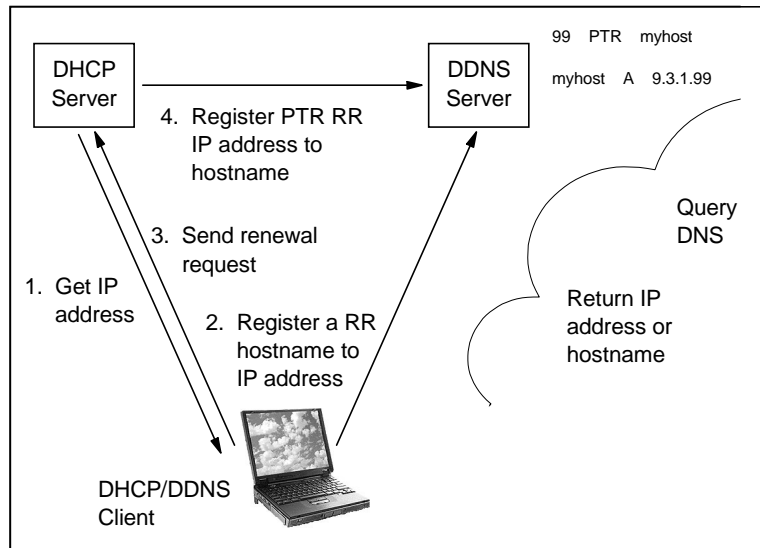 DHCP
Server
DDNS
Server
99 PTR myhost
myhost A 9.3.1.99
4. Register PTR RR
IP address to
hostname
3. Send renewal
request
1. Get IP
address
2. Register a RR
hostname to
IP address
Query
DNS
Return IP
address or
hostname
DHCP/DDNS
Client